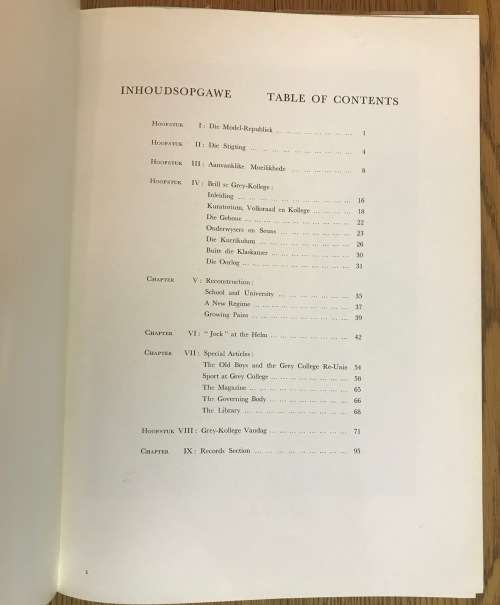 INHOUDSOPGAWE TABLE OF CONTENTS
HOOFSTUK I : Die Model-Republiek ... 1
HOOFSTUK II : Die Stigting ... 4
HOOFSTUK III : Aanvanklike Moeilikhede ... 8
HOOFSTUK IV : Brill se Grey-Kollege :
Inleiding ... 16
Kuratorium, Volksraad en Kollege ... 18
Die Geboue ... 22
Onderwysers en Seuns ... 23
Die Kurrikulum ... 26
Buite die Klaskamer ... 30
Die Oorlog ... 31
CHAPTER V : Reconstruction :
School and University ... 35
A New Regime ... 37
Growing Pains ... 39
CHAPTER VI : "Jock" at the Helm ... 42
CHAPTER VII : Special Articles :
The Old Boys and the Grey College Re-Unie 54
Sport at Grey College ... 58
The Magazine ... 65
The Governing Body ... 66
The Library ... 68
HOOFSTUK VIII : Grey-Kollege Vandag ... 71
CHAPTER IX : Records Section ... 95